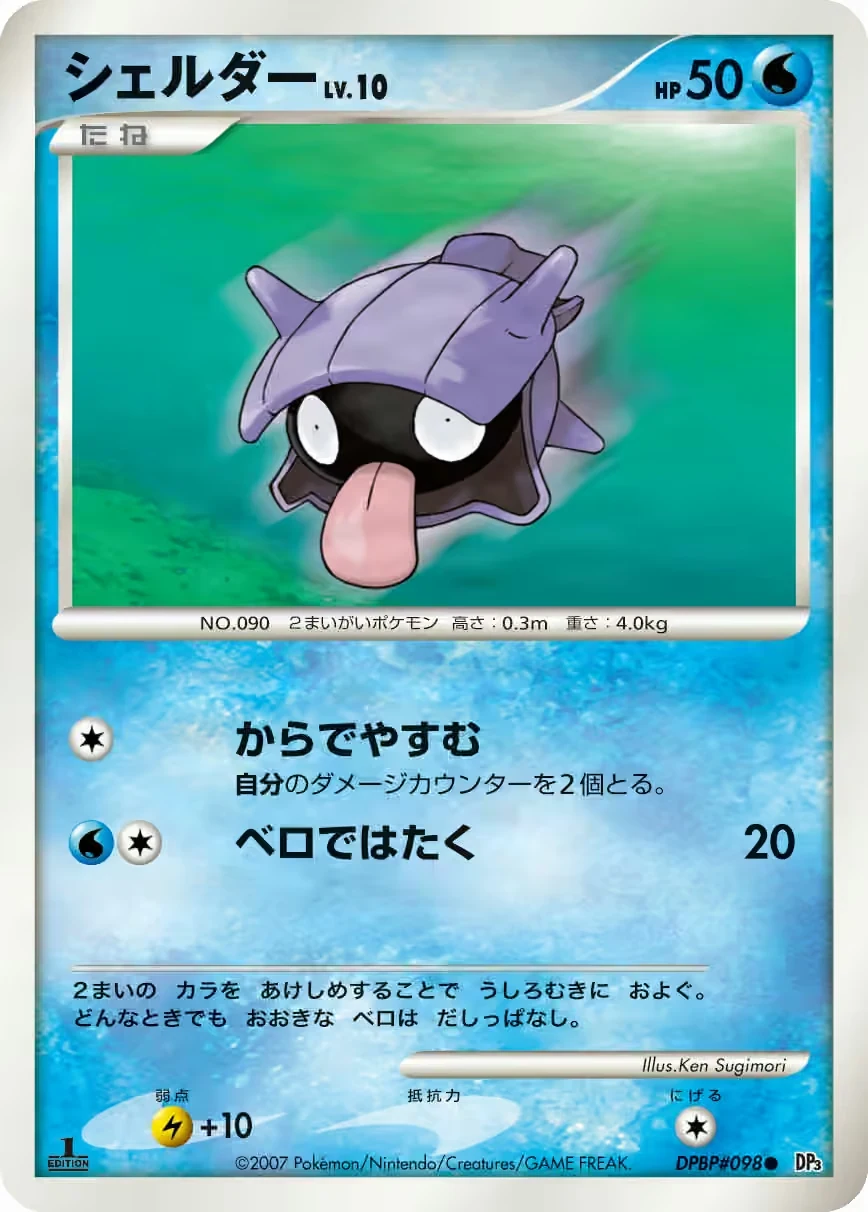 シェルダー LV.10 HP 50
たね
NO.090 2まいがいポケモン 高さ:0.3m 重さ:4.0kg
からでやすむ
自分のダメージカウンターを2個とる。
ベロではたく 20
2まいの カラを あけしめすることで うしろむきに およぐ。
どんなときでも おおきな ベロは だしっぱなし。
Illus.Ken Sugimori
弱点 抵抗力 にげる
+10
1 EDITION ©2007 Pokémon/Nintendo/Creatures/GAME FREAK. DPBP#098 DP3